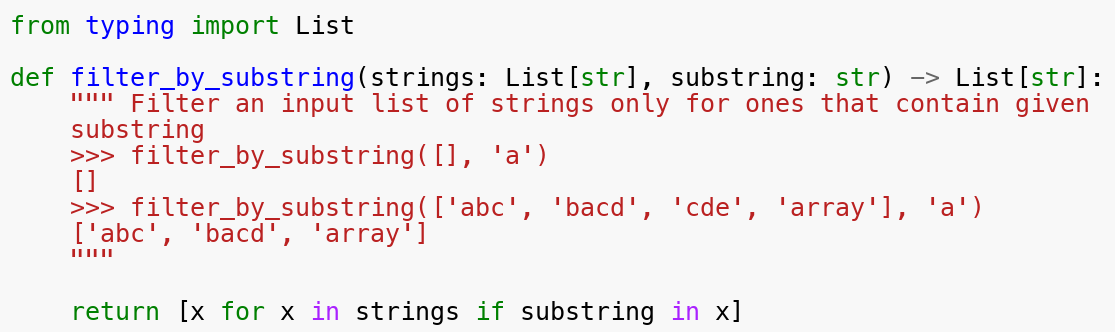 from typing import List
def filter_by_substring(strings: List[str], substring: str) -> List[str]:
    """ Filter an input list of strings only for ones that contain given
    substring
    >>> filter_by_substring([], 'a')
    []
    >>> filter_by_substring(['abc', 'bacd', 'cde', 'array'], 'a')
    ['abc', 'bacd', 'array']
    """
    return [x for x in strings if substring in x]